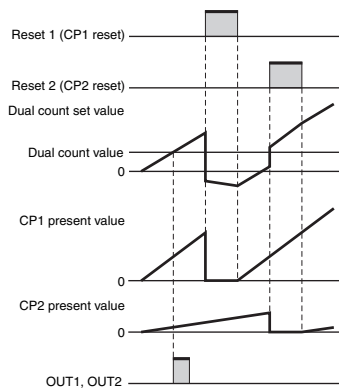 Reset 1 (CP1 reset)
Reset 2 (CP2 reset)
Dual count set value
Dual count value
0
CP1 present value
0
CP2 present value
0
OUT1, OUT2